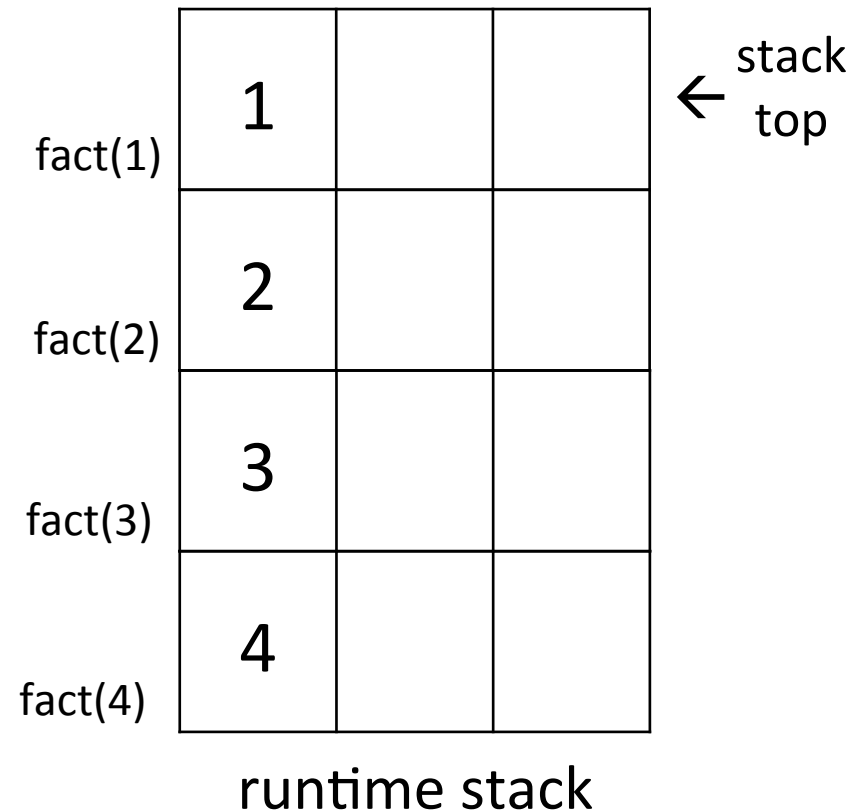 stack
1
top
fact(1)
2
fact(2)
3
fact(3)
4
fact(4)
runtime stack